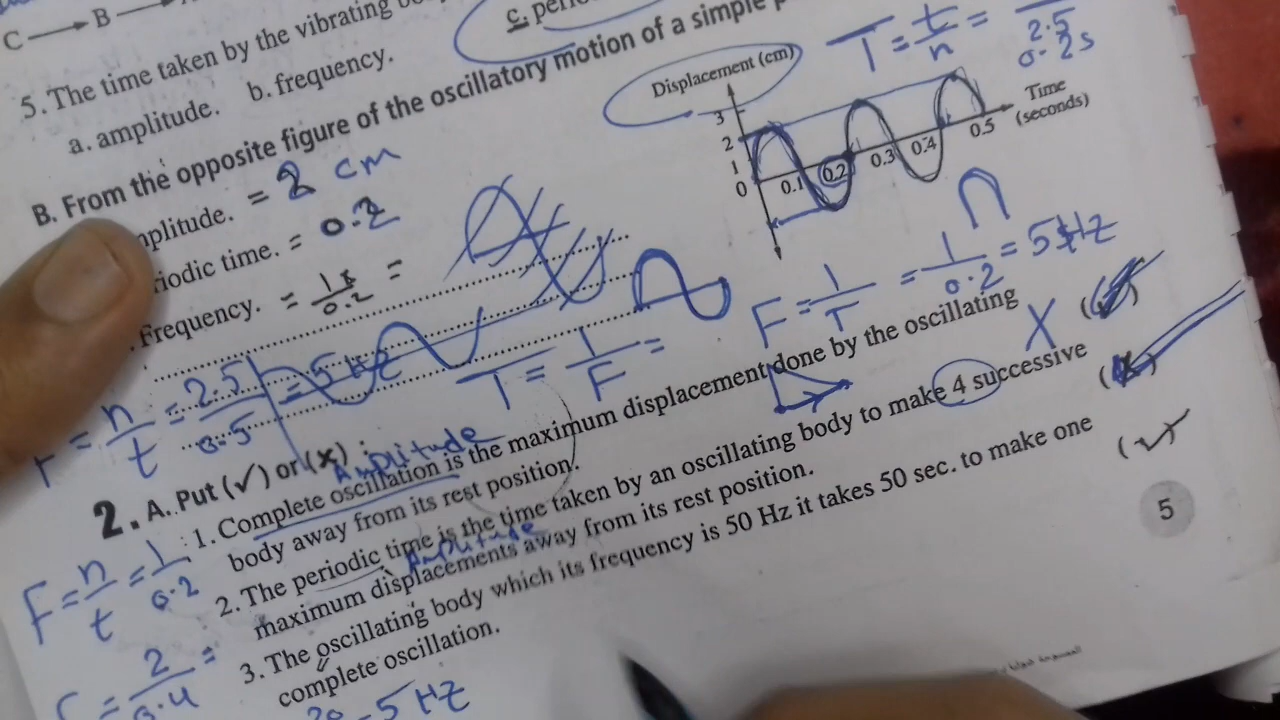 C → B →
c. peri
5. The time taken by the vibrating
a. amplitude. b. frequency.
B. From the opposite figure of the oscillatory motion of a simple
T = t/n =
2.5
0.2 s
Displacement (cm)
3
2
1
0
0.1 0.2 0.3 0.4 0.5
Time
(seconds)
mplitude. = 2 cm
riodic time. = 0.2
Frequency. = 1/0.2 =
F = 1/T = 1/0.2 = 5 Hz
T = 1/F =
= n/t = 2.5/0.5 = 5 Hz
2. A. Put (✓) or (x) :
Amplitude
1. Complete oscillation is the maximum displacement done by the oscillating
body away from its rest position.
X
2. The periodic time is the time taken by an oscillating body to make 4 successive
maximum displacements away from its rest position.
Amplitude
3. The oscillating body which its frequency is 50 Hz it takes 50 sec. to make one
complete oscillation.
(✓)
F = n/t = 1/0.2
= 2/0.4 =
5 Hz
5